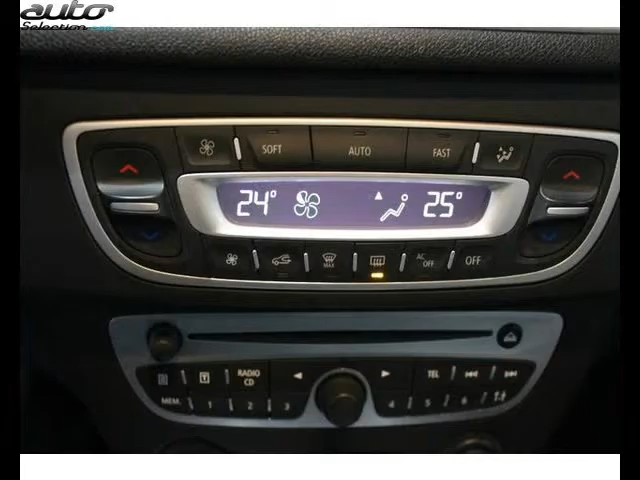 auto
Selection.com
SOFT AUTO FAST
24° 25°
MAX AC OFF OFF
RADIO CD TEL
MEM. 1 2 3 4 5 6